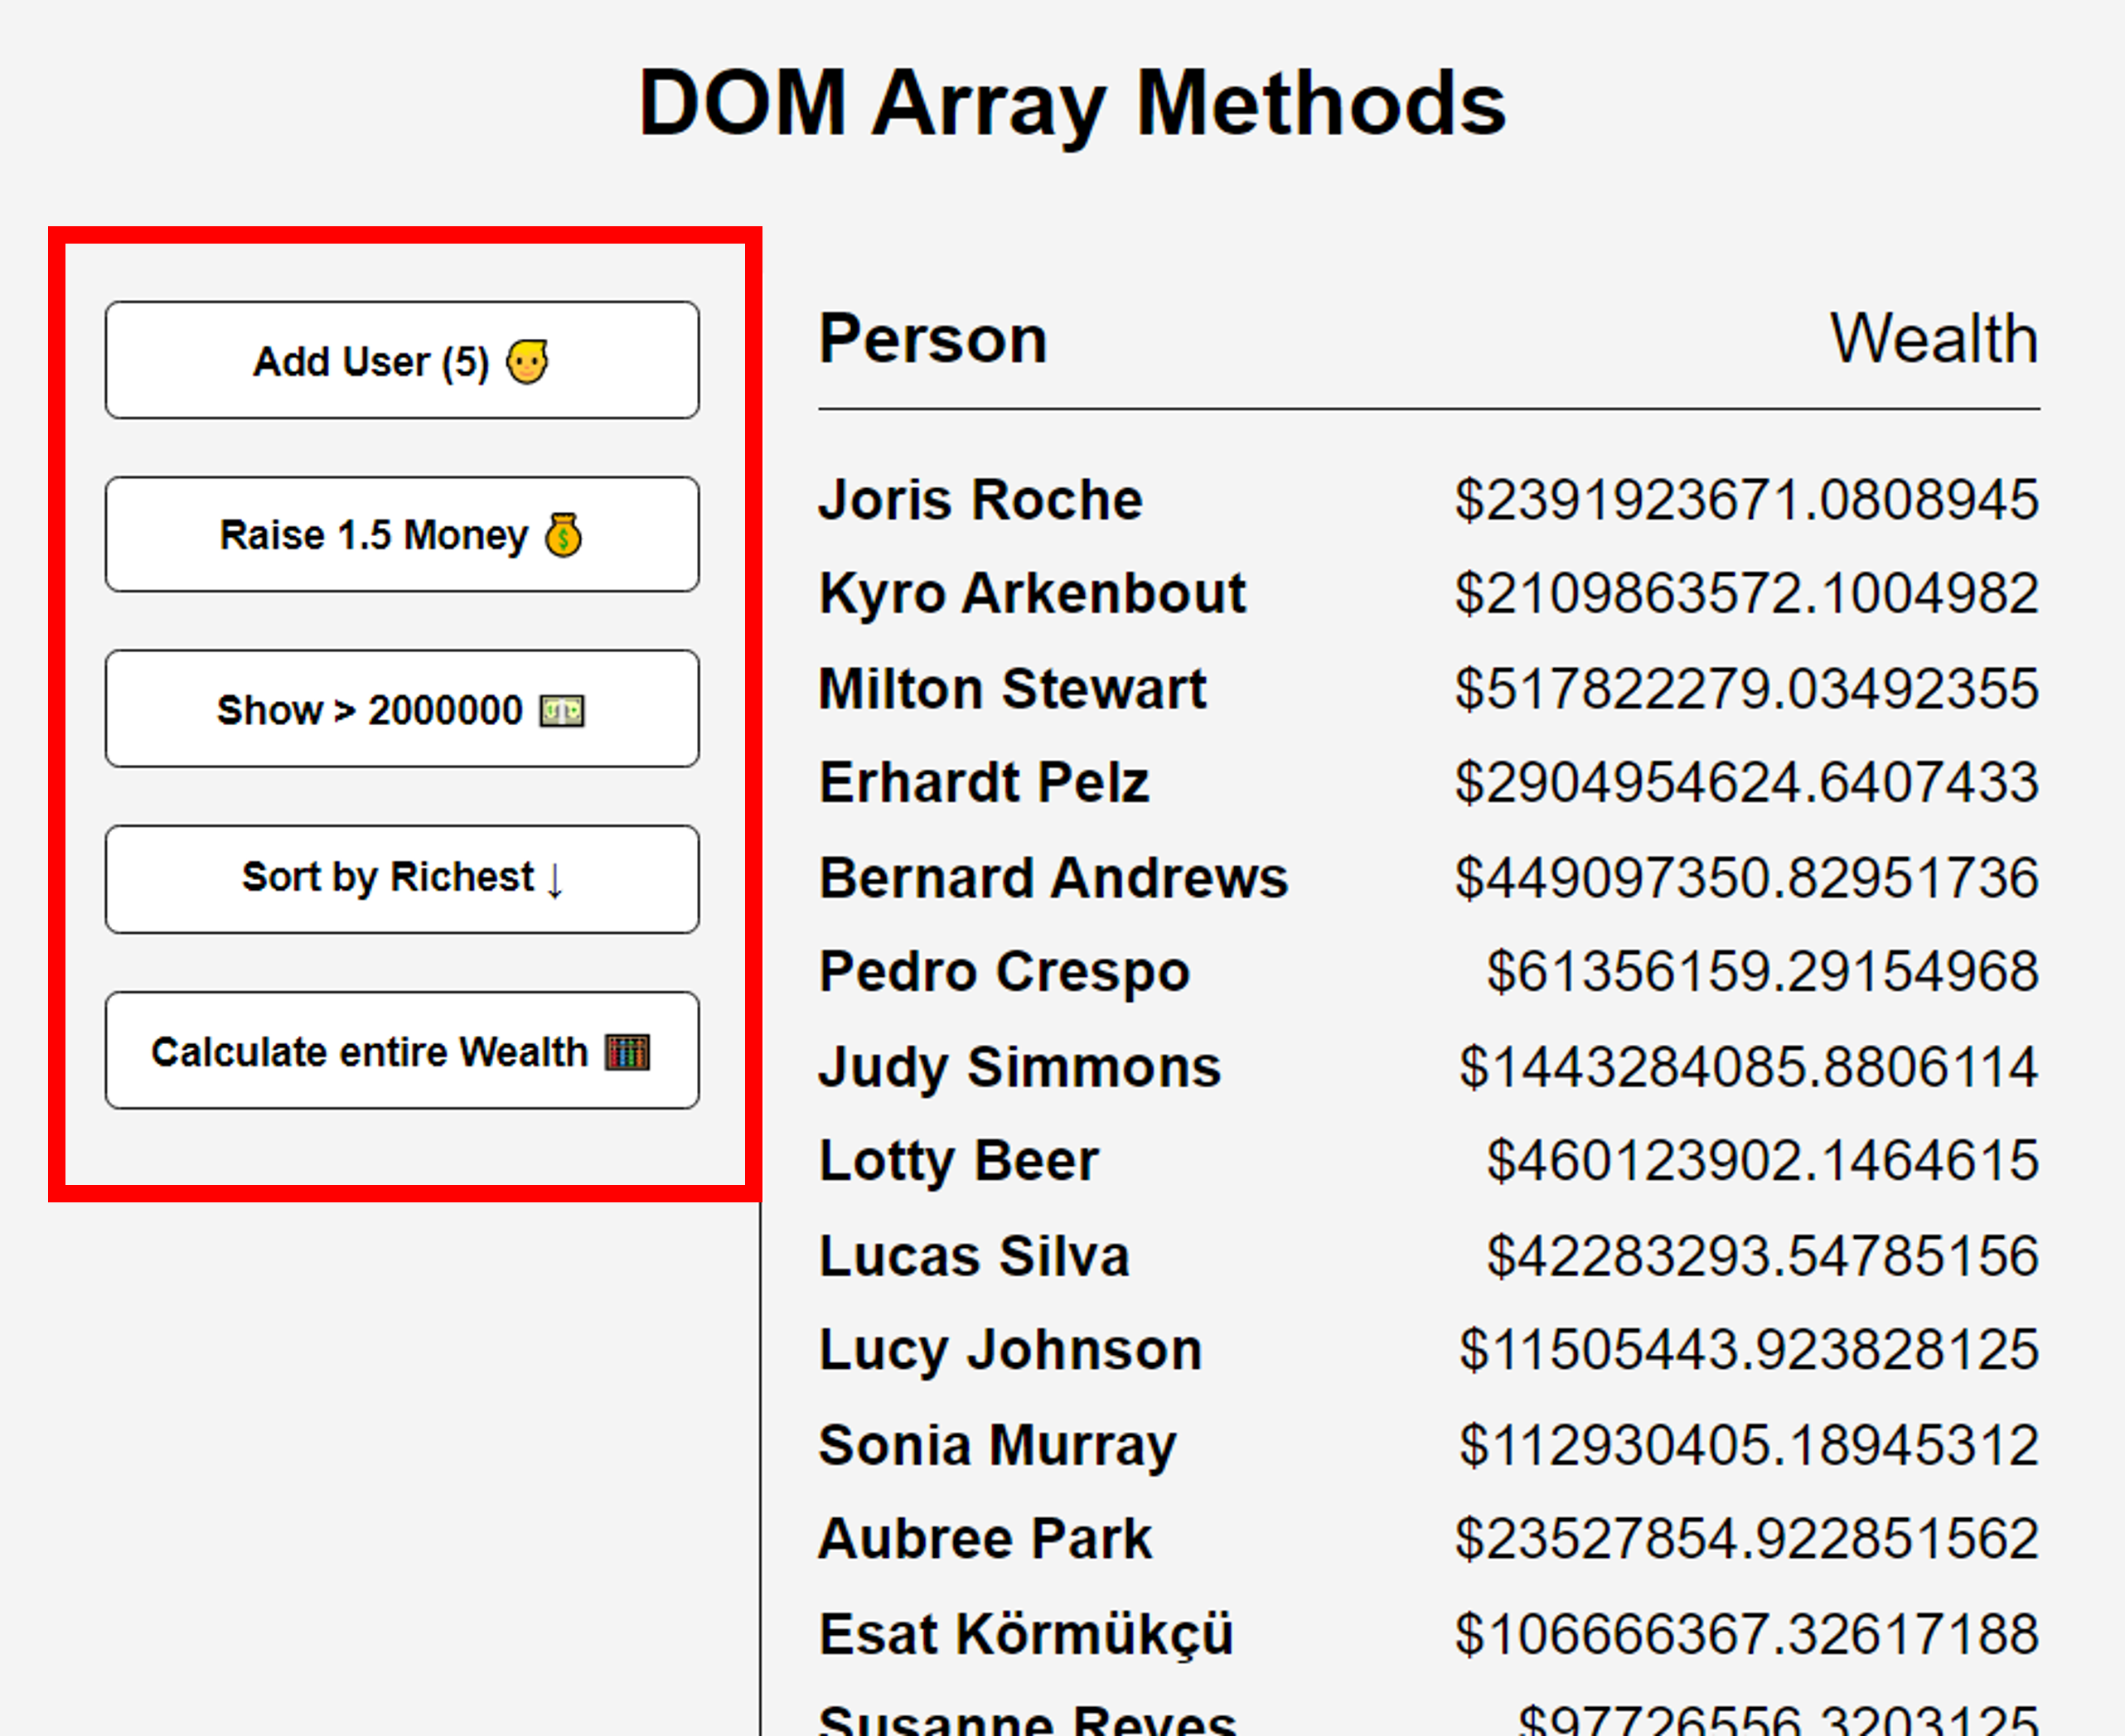 DOM Array Methods
Add User (5) 👱
Raise 1.5 Money 💰
Show > 2000000 💵
Sort by Richest ↓
Calculate entire Wealth 🧮
Person Wealth
Joris Roche $2391923671.0808945
Kyro Arkenbout $2109863572.1004982
Milton Stewart $517822279.03492355
Erhardt Pelz $2904954624.6407433
Bernard Andrews $449097350.82951736
Pedro Crespo $61356159.29154968
Judy Simmons $1443284085.8806114
Lotty Beer $460123902.1464615
Lucas Silva $42283293.54785156
Lucy Johnson $11505443.923828125
Sonia Murray $112930405.18945312
Aubree Park $23527854.922851562
Esat Körmükçü $106666367.32617188
Susanne Reyes $97726556.3203125